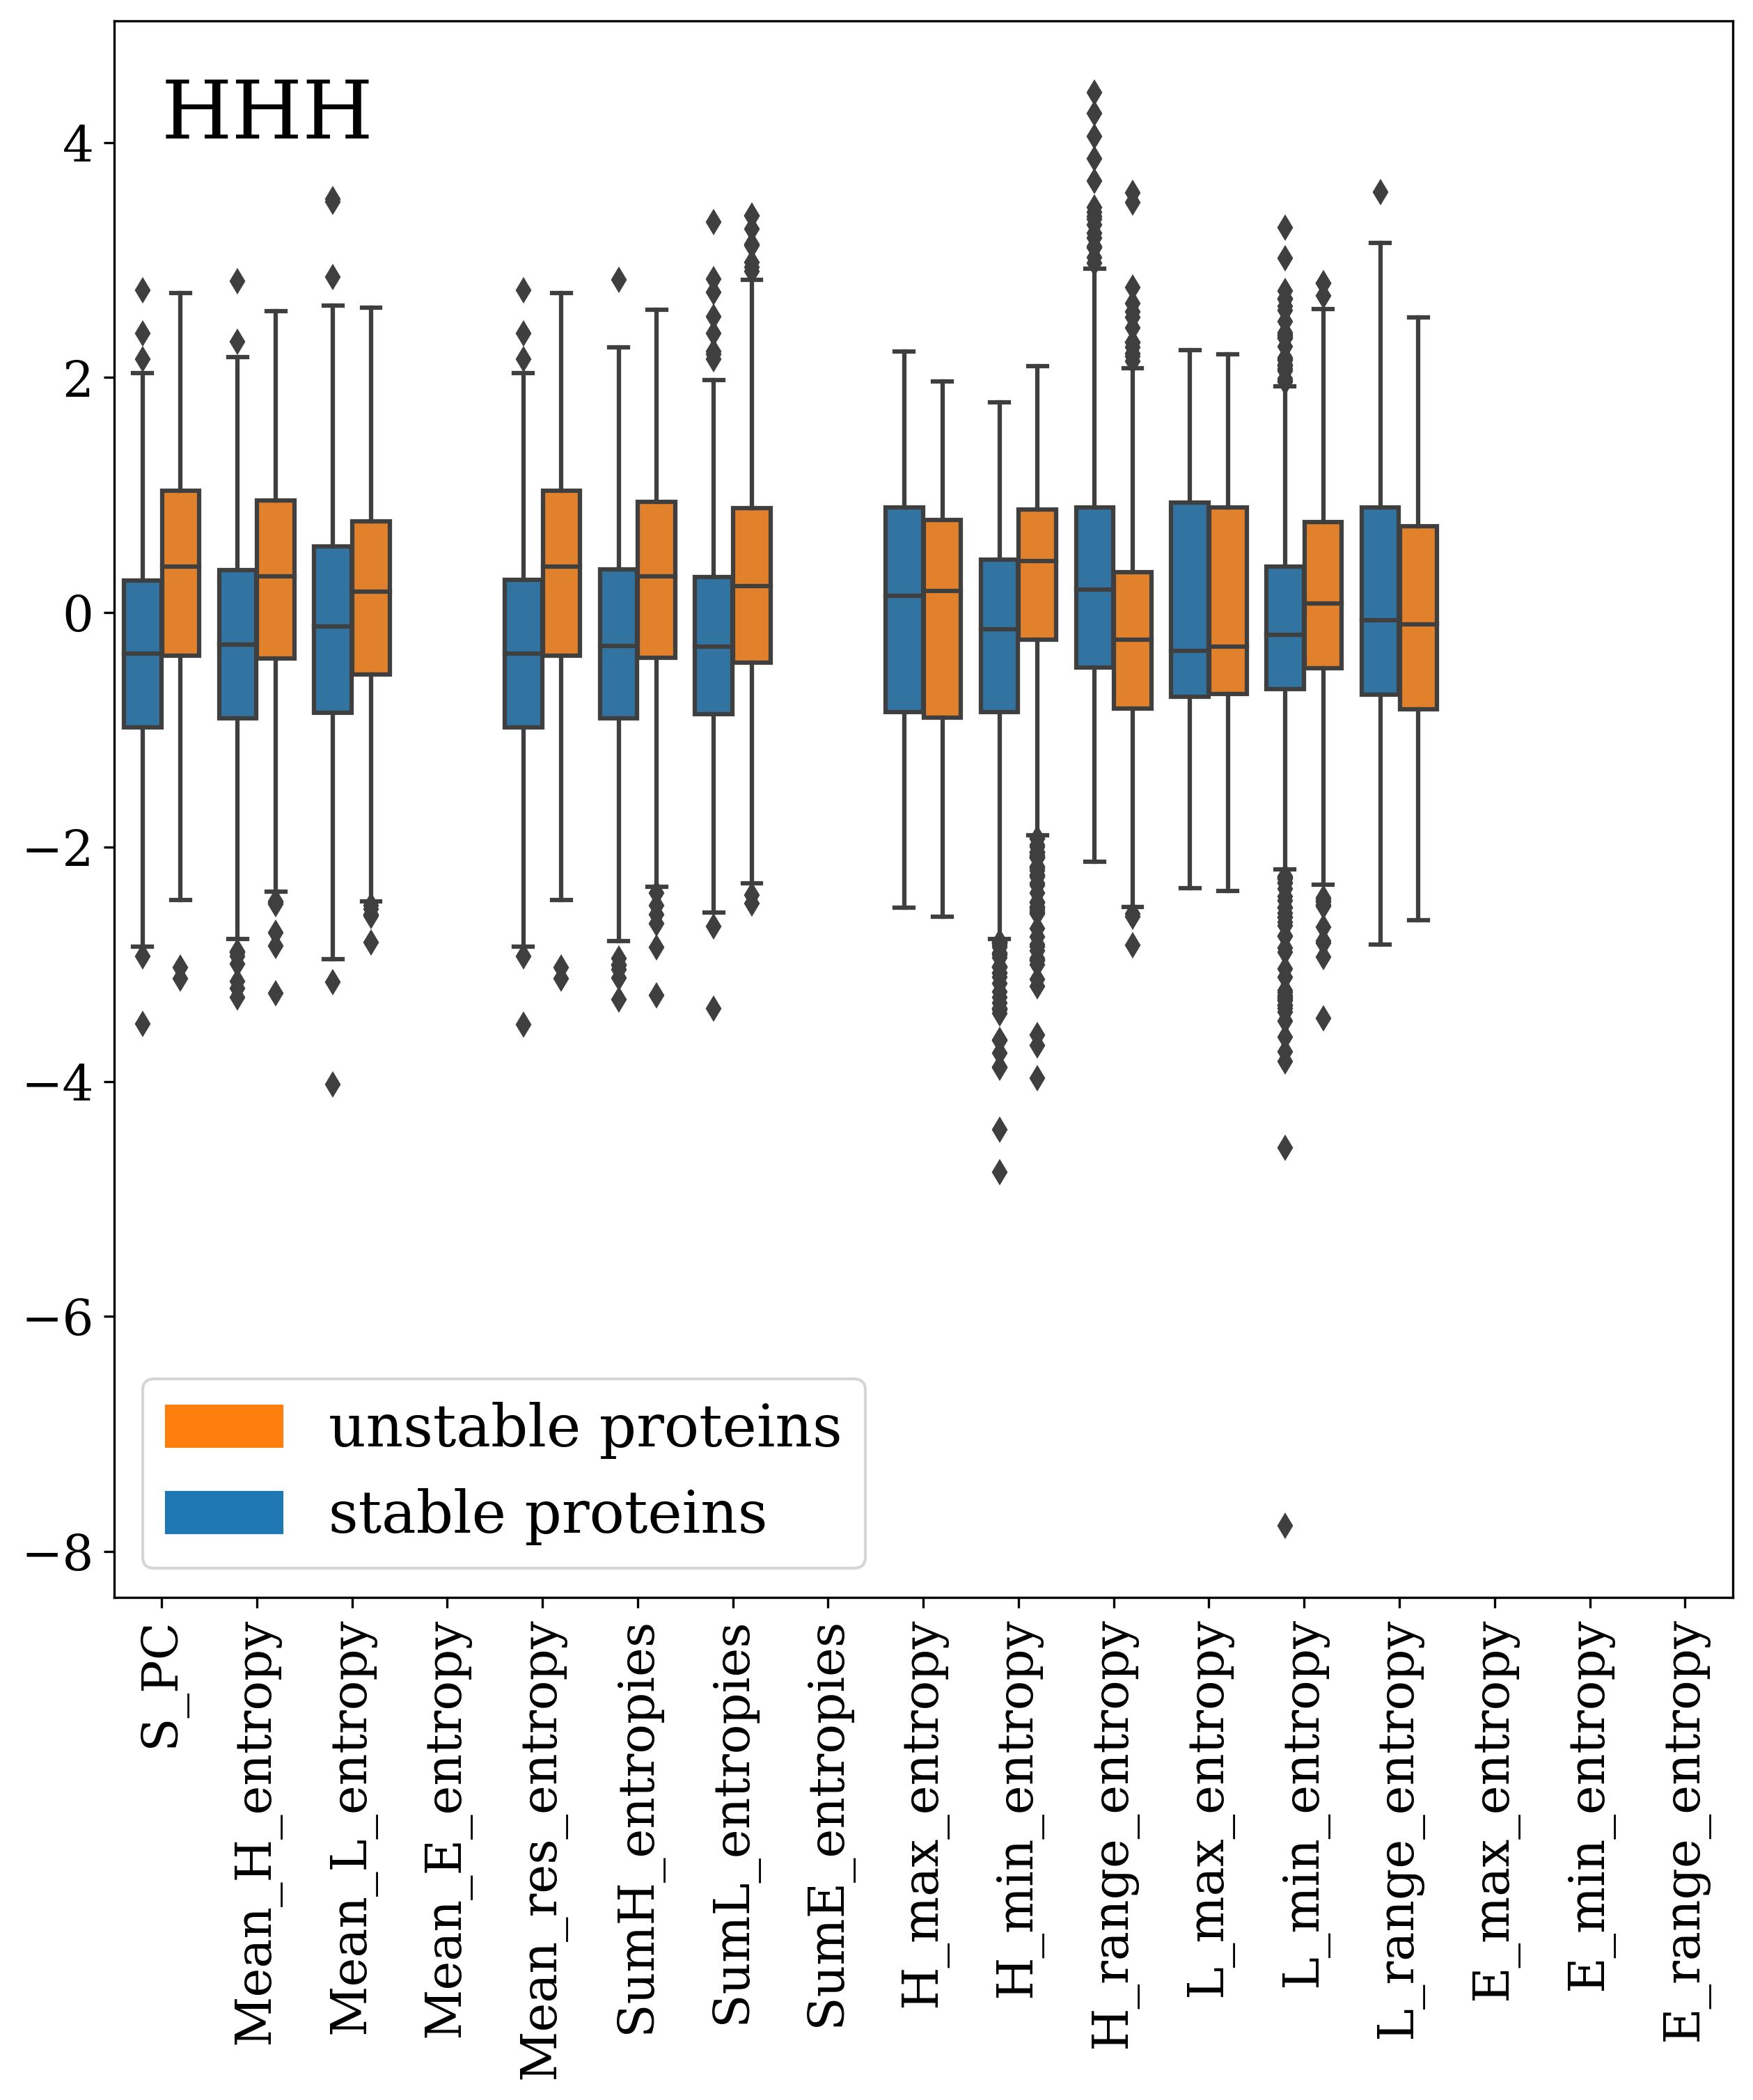 HHH
4
2
0
−2
−4
−6
−8
unstable proteins
stable proteins
S_PC
Mean_H_entropy
Mean_L_entropy
Mean_E_entropy
Mean_res_entropy
SumH_entropies
SumL_entropies
SumE_entropies
H_max_entropy
H_min_entropy
H_range_entropy
L_max_entropy
L_min_entropy
L_range_entropy
E_max_entropy
E_min_entropy
E_range_entropy